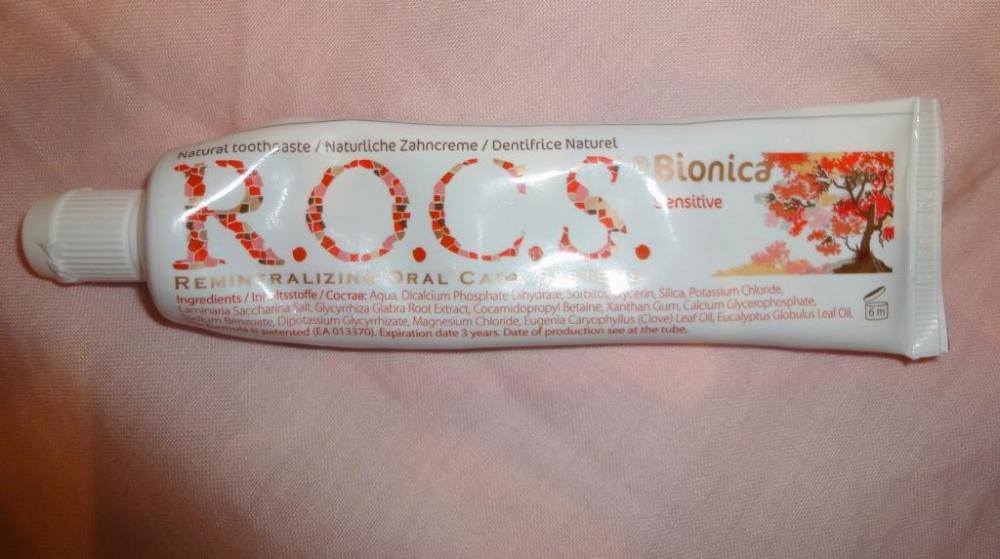 Natural toothpaste / Naturliche Zahncreme / Dentifrice Naturel
R.O.C.S.® Bionica
Sensitive
REMINERALIZING ORAL CARE SYSTEMS
Ingredients / Inhaltsstoffe / Состав: Aqua, Dicalcium Phosphate Dihydrate, Sorbitol, Glycerin, Silica, Potassium Chloride,
Laminaria Saccharina Salt, Glycyrrhiza Glabra Root Extract, Cocamidopropyl Betaine, Xanthan Gum, Calcium Glycerophosphate,
Sodium Benzoate, Dipotassium Glycyrrhizate, Magnesium Chloride, Eugenia Caryophyllus (Clove) Leaf Oil, Eucalyptus Globulus Leaf Oil.
formula is patented (EA 013370). Expiration date 3 years. Date of production see at the tube.
6 m